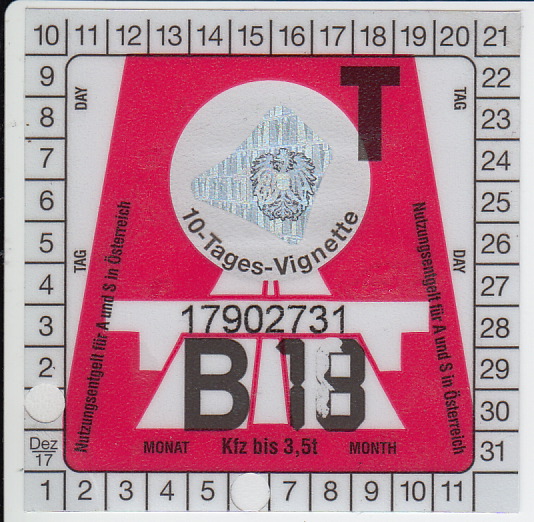 10 11 12 13 14 15 16 17 18 19 20 21
9
8
7
6
5
4
3
2
Dez
17
1 2 3 4 5 7 8 9 10 11
22
23
24
25
26
27
28
29
30
31
DAY
TAG
TAG
DAY
T
10-Tages-Vignette
Nutzungsentgelt für A und S in Österreich
Nutzungsentgelt für A und S in Österreich
17902731
B 18
MONAT Kfz bis 3,5t MONTH